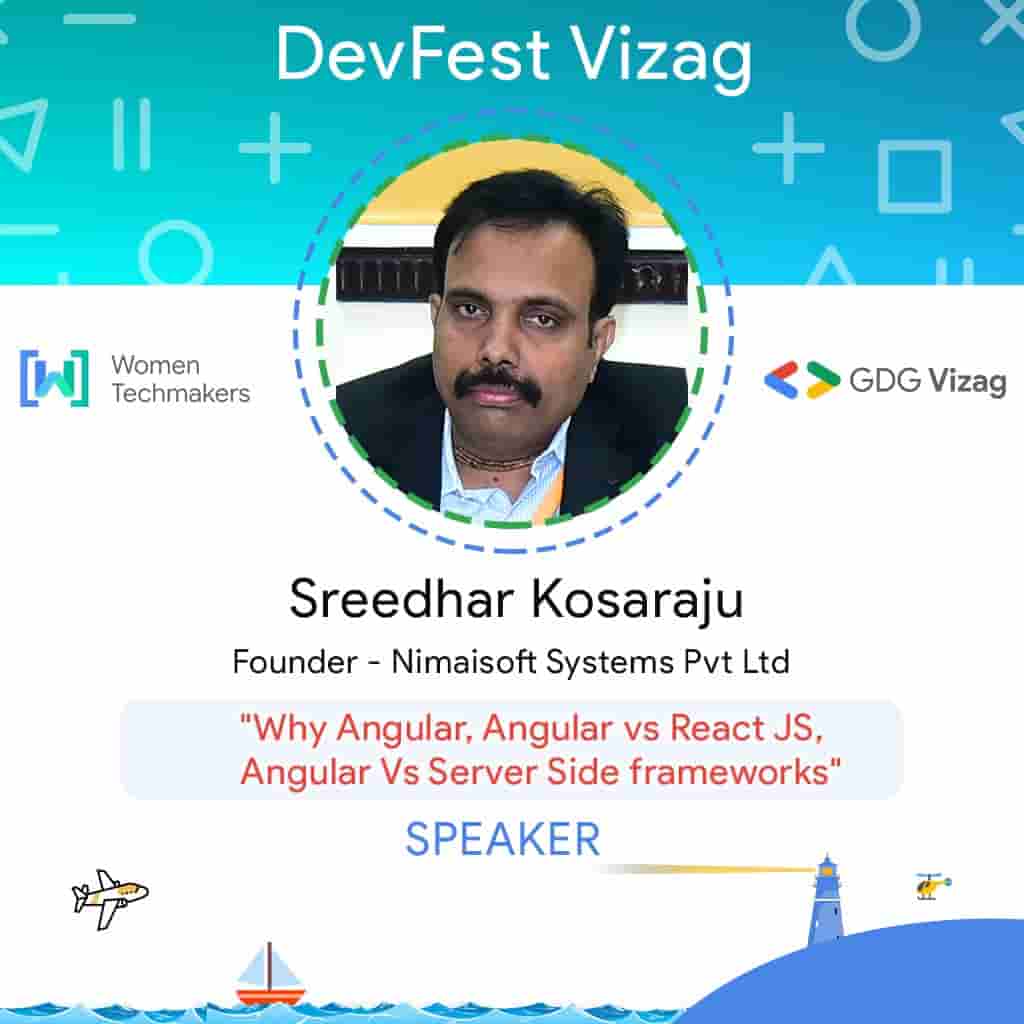 DevFest Vizag
Women
Techmakers
GDG Vizag
Sreedhar Kosaraju
Founder - Nimaisoft Systems Pvt Ltd
"Why Angular, Angular vs React JS,
Angular Vs Server Side frameworks"
SPEAKER